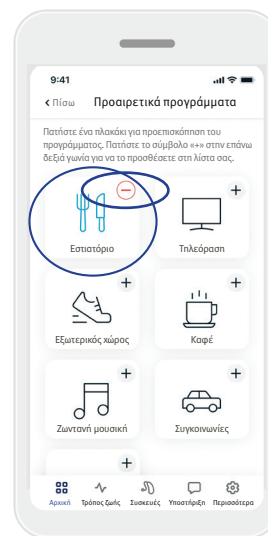 9:41
Πίσω Προαιρετικά προγράμματα
Πατήστε ένα πλακάκι για προεπισκόπηση του
προγράμματος. Πατήστε το σύμβολο «+» στην επάνω
δεξιά γωνία για να το προσθέσετε στη λίστα σας.
Εστιατόριο Τηλεόραση
Εξωτερικός χώρος Καφέ
Ζωντανή μουσική Συγκοινωνίες
Αρχική Τρόπος ζωής Συσκευές Υποστήριξη Περισσότερα